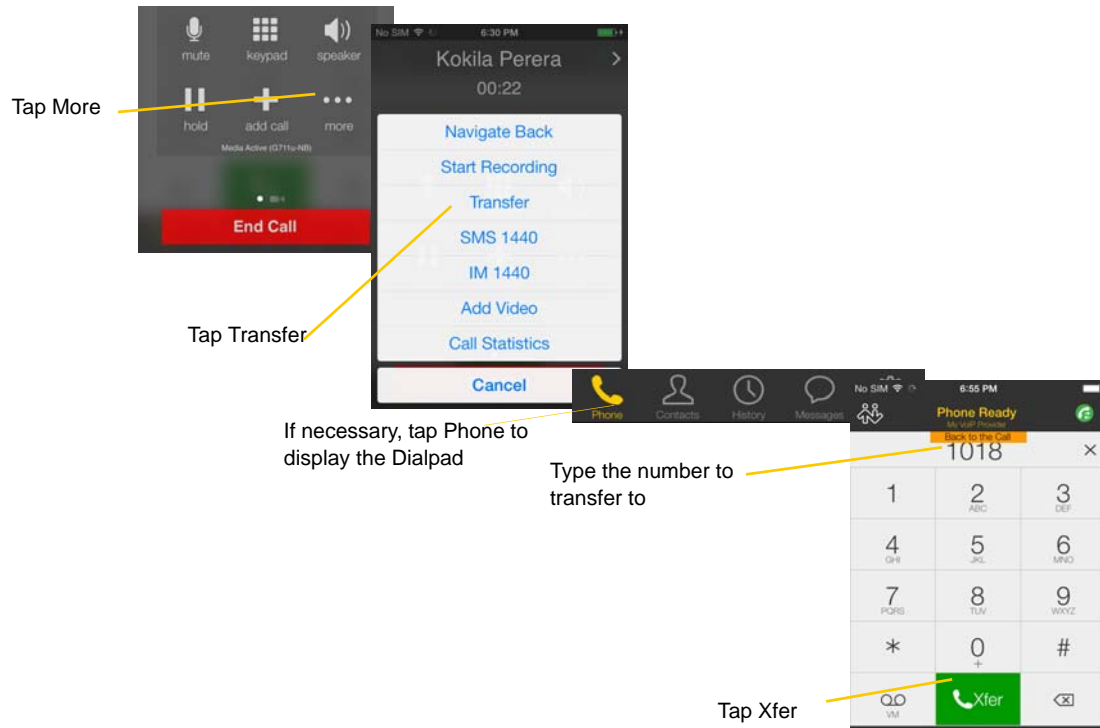 mute keypad speaker
Tap More
hold add call more
Media Active (G711u-NB)
End Call
No SIM 6:30 PM
Kokila Perera >
00:22
Navigate Back
Start Recording
Transfer
SMS 1440
IM 1440
Add Video
Call Statistics
Cancel
Tap Transfer
Phone Contacts History Messages
If necessary, tap Phone to
display the Dialpad
No SIM 6:55 PM
Phone Ready
My VoIP Provider
Back to the Call
1018 ×
Type the number to
transfer to
1 2 3
ABC DEF
4 5 6
GHI JKL MNO
7 8 9
PQRS TUV WXYZ
* 0 #
+
VM Xfer
Tap Xfer